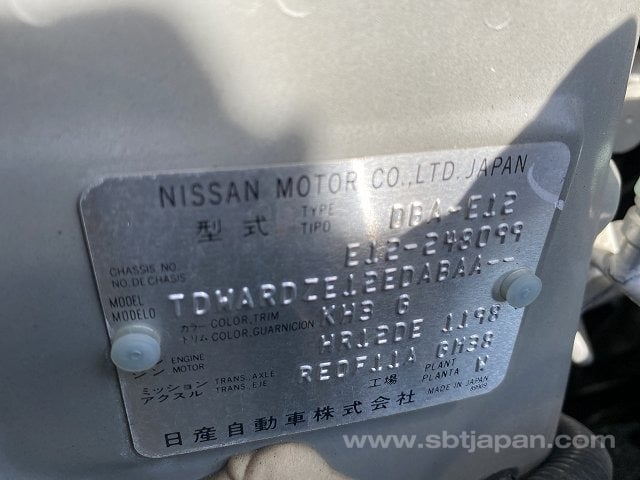 NISSAN MOTOR CO.,LTD.JAPAN
型式 TYPE TIPO DBA-E12
CHASSIS NO. NO.DE CHASIS E12-248099
MODEL MODELO TDWARDZE12EDABAA--
カラー COLOR,TRIM トリム COLOR,GUARNICION KH3 G
エンジン ENGINE MOTOR HR12DE 1198
ミッション アクスル TRANS.,AXLE TRANS.,EJE REDF11A GH38
工場 PLANT PLANTA W
MADE IN JAPAN
日産自動車株式会社
www.sbtjapan.com